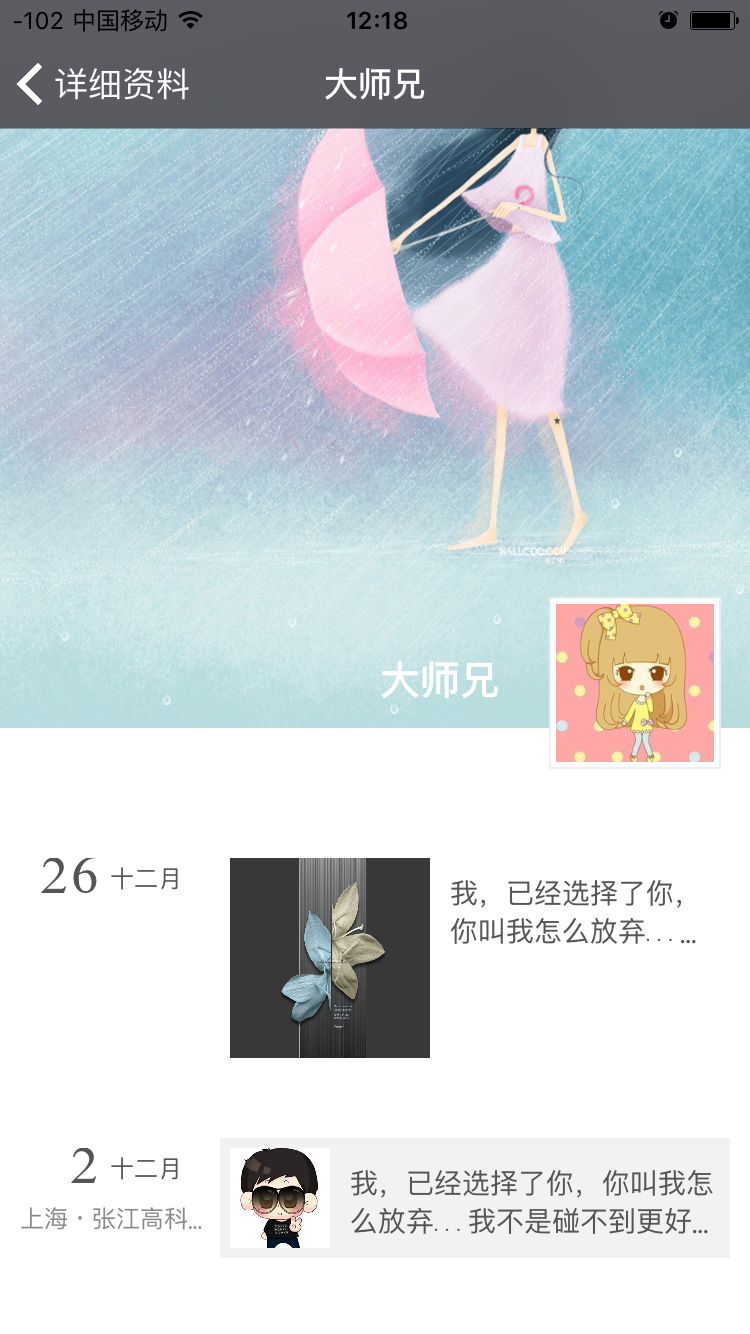 -102 中国移动 12:18
详细资料 大师兄
WALLCOO.COM
大师兄
26 十二月
我，已经选择了你，
你叫我怎么放弃... ...
2 十二月
上海·张江高科...
我，已经选择了你，你叫我怎
么放弃...我不是碰不到更好...